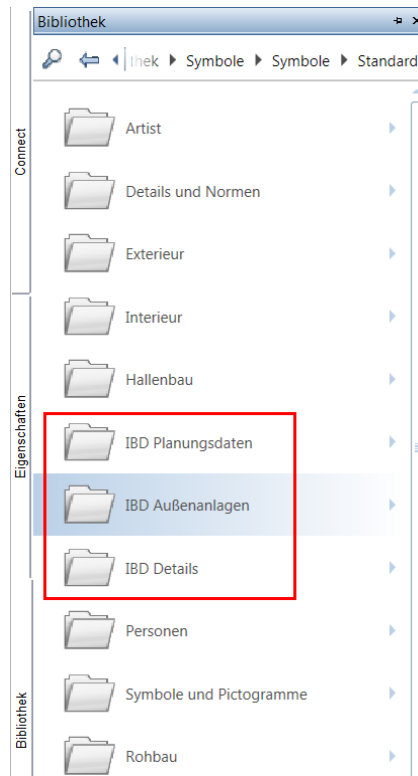 Bibliothek
Symbole Symbole Standard
Artist
Details und Normen
Exterieur
Interieur
Hallenbau
IBD Planungsdaten
IBD Außenanlagen
IBD Details
Personen
Symbole und Pictogramme
Rohbau
Connect
Eigenschaften
Bibliothek